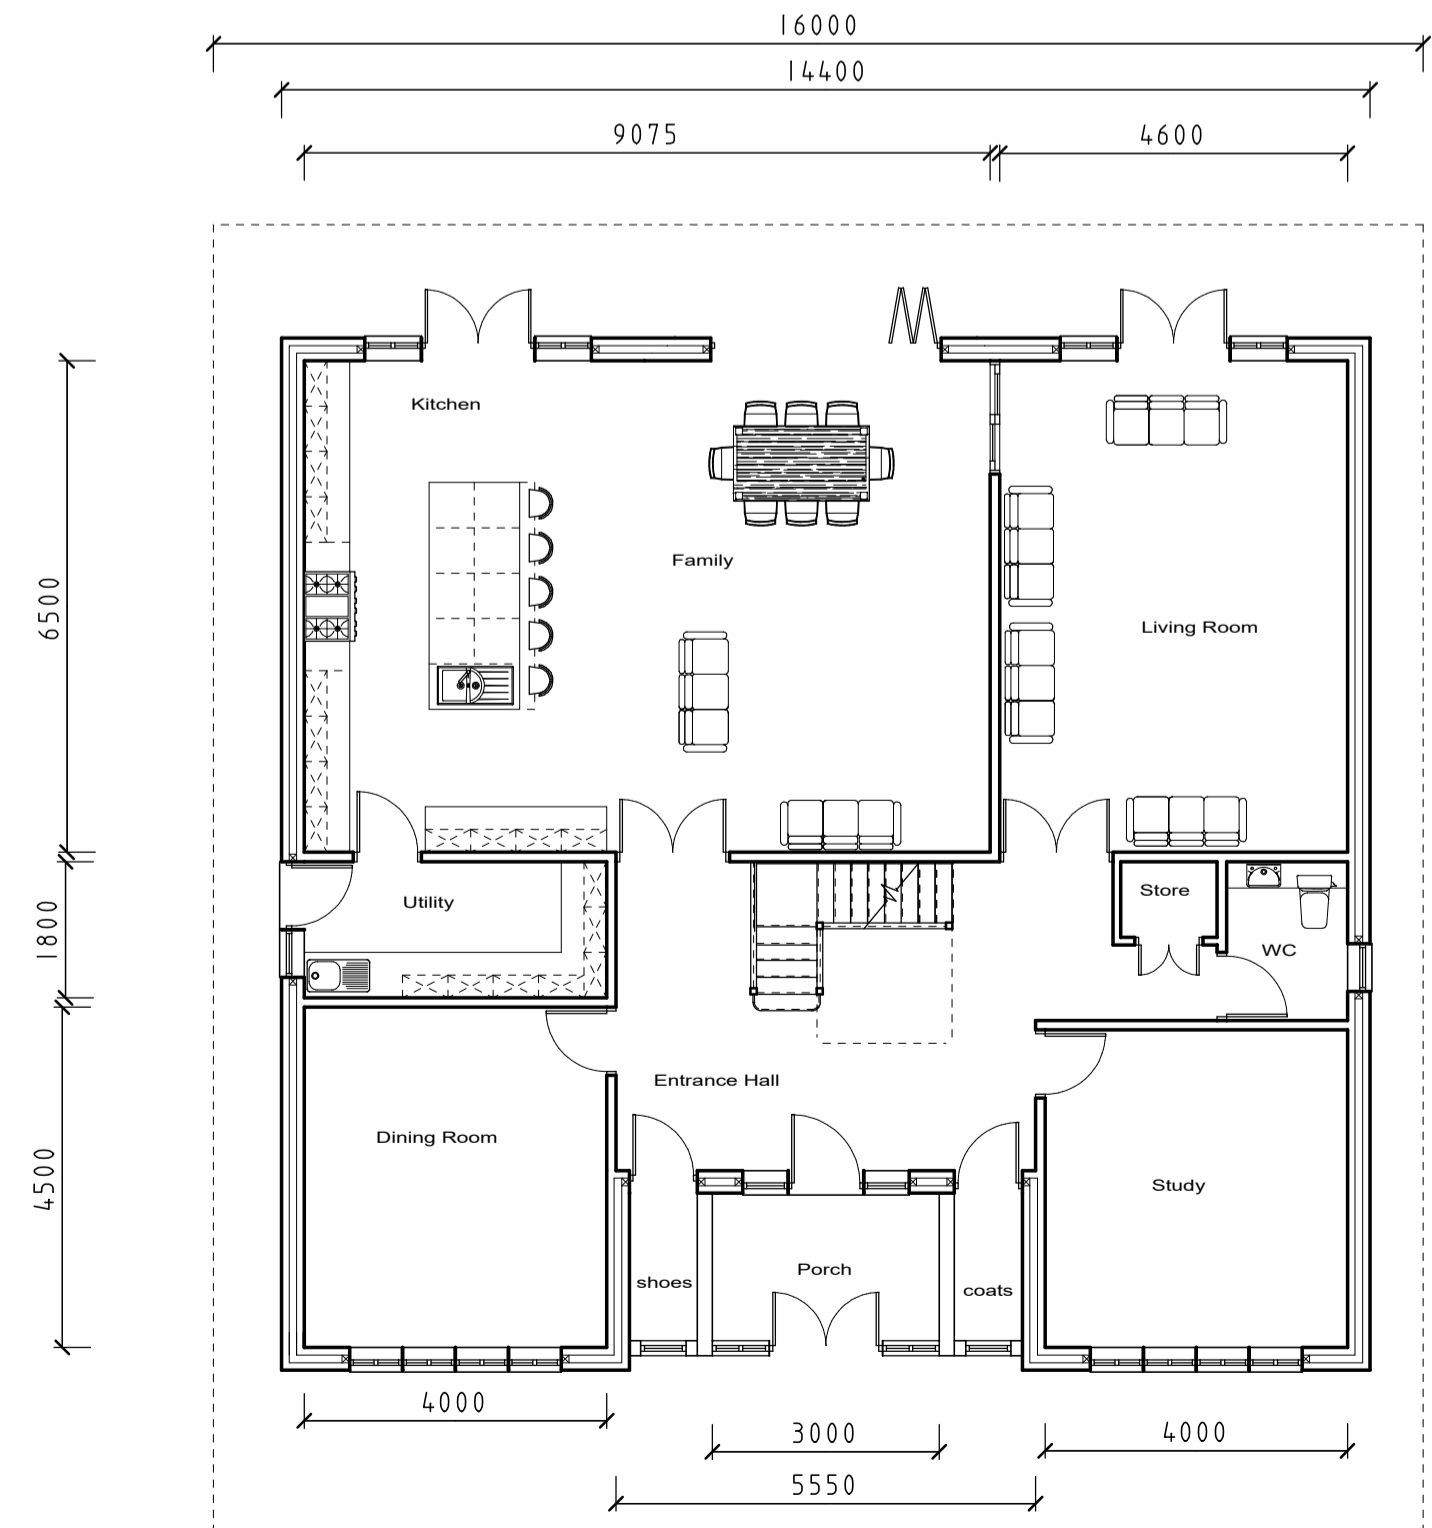 16000
14400
9075
4600
Kitchen
Family
6500
Living Room
Store
Utility
1800
WC
Entrance Hall
Dining Room
4500
Study
Porch
shoes
coats
4000
3000
4000
5550